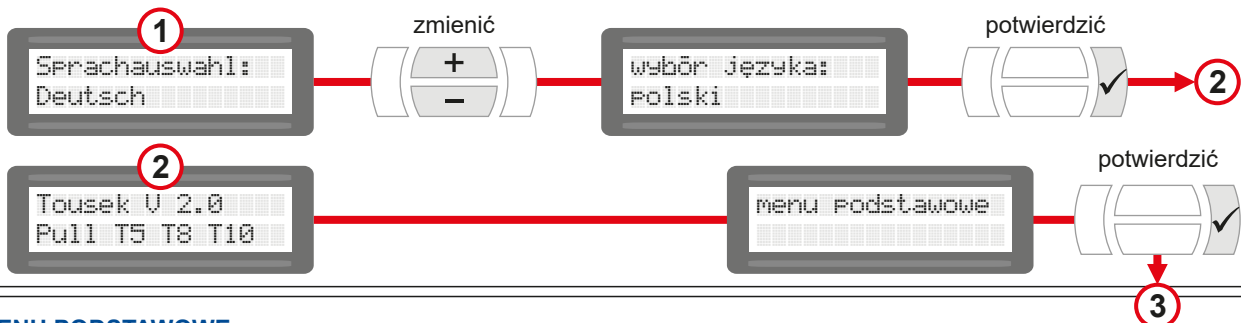 1
zmienić
potwierdzić
Sprachauswahl:
Deutsch
+
−
wybór języka:
polski
✓
2
2
potwierdzić
Tousek V 2.0
Pull T5 T8 T10
menu podstawowe
✓
3